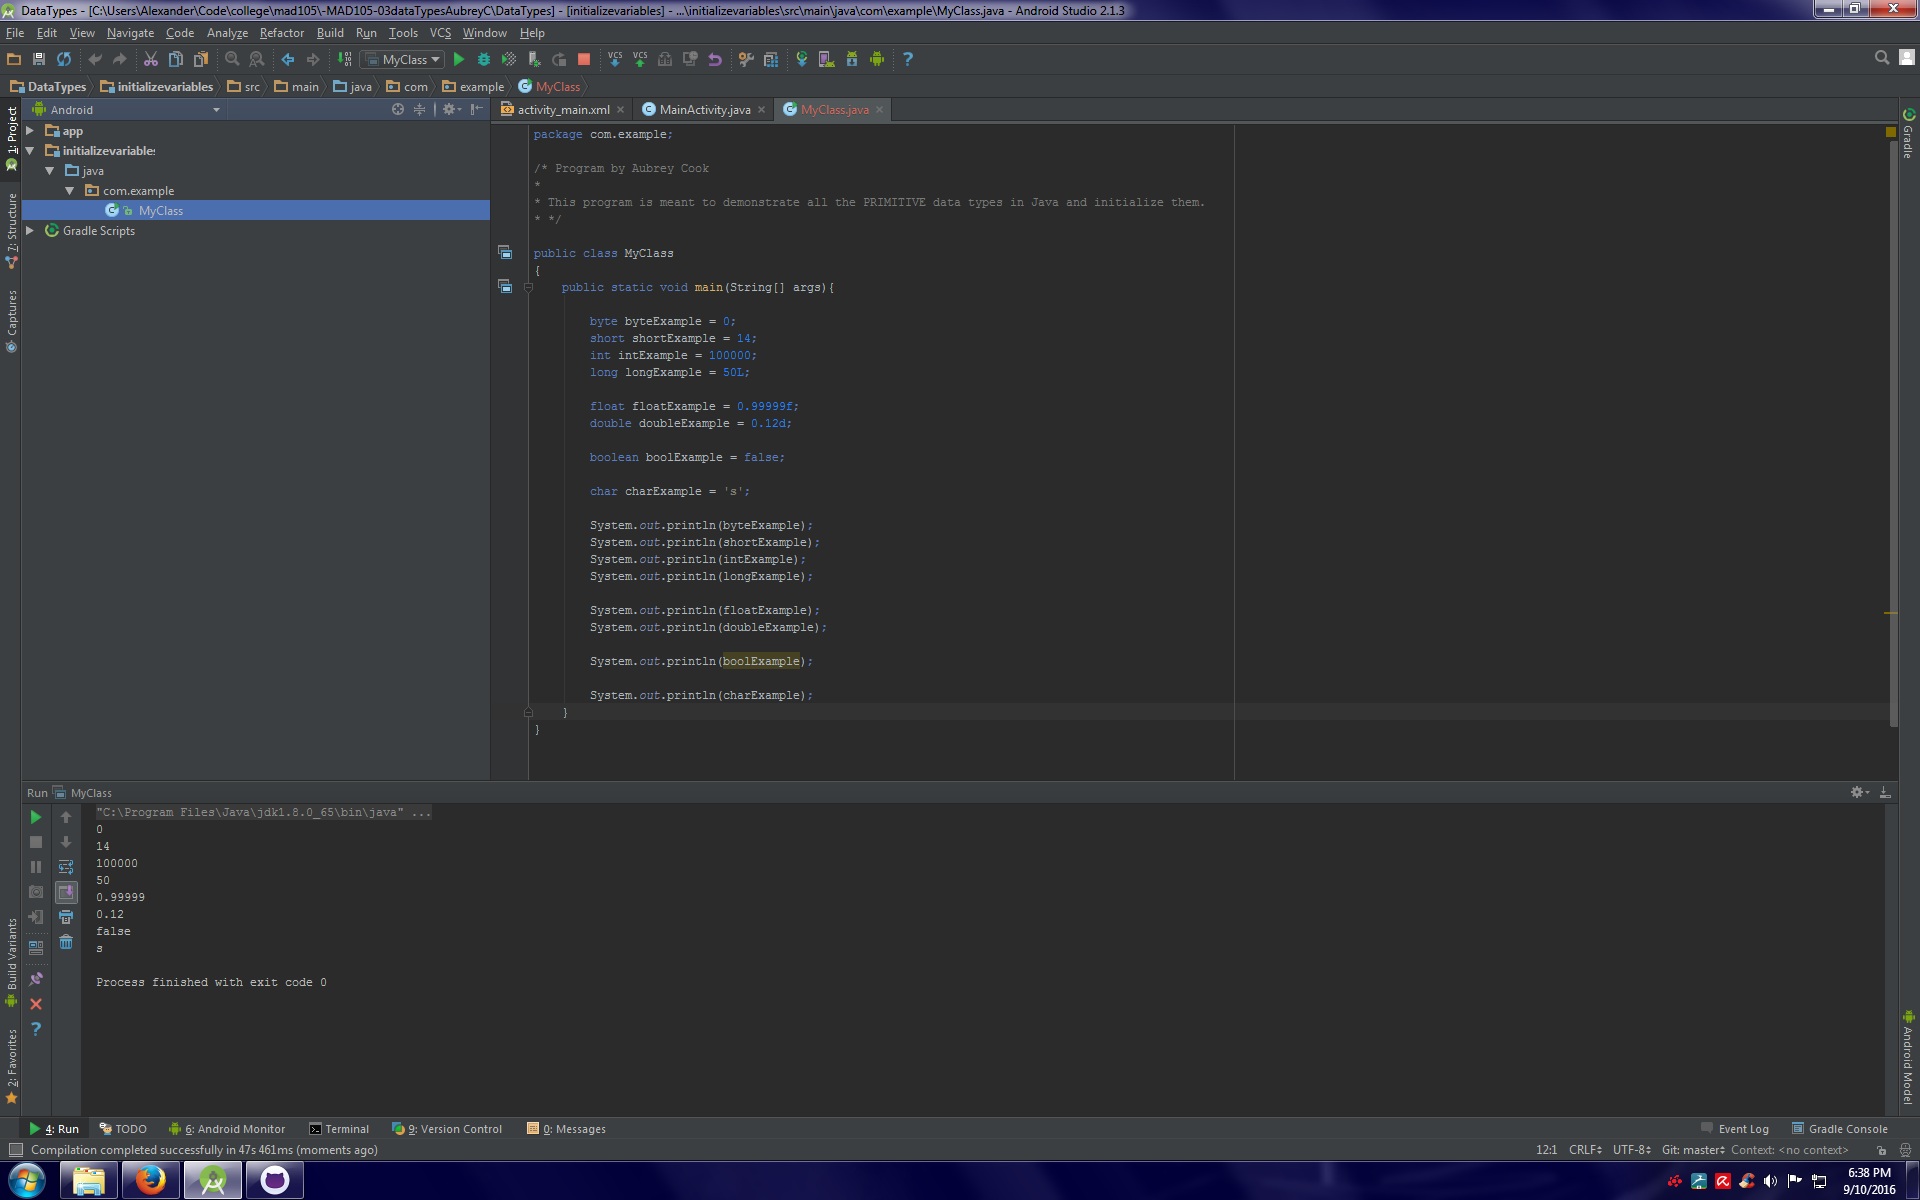 DataTypes - [C:\Users\Alexander\Code\college\mad105\-MAD105-03dataTypesAubreyC\DataTypes] - [initializevariables] - ...\initializevariables\src\main\java\com\example\MyClass.java - Android Studio 2.1.3
File Edit View Navigate Code Analyze Refactor Build Run Tools VCS Window Help
MyClass VCS VCS
DataTypes initializevariables src main java com example MyClass
Android
activity_main.xml MainActivity.java MyClass.java
app
initializevariables
java
com.example
MyClass
Gradle Scripts
1: Project
7: Structure
Captures
Build Variants
2: Favorites
package com.example;
/* Program by Aubrey Cook
*
* This program is meant to demonstrate all the PRIMITIVE data types in Java and initialize them.
* */
public class MyClass
{
public static void main(String[] args){
byte byteExample = 0;
short shortExample = 14;
int intExample = 100000;
long longExample = 50L;
float floatExample = 0.99999f;
double doubleExample = 0.12d;
boolean boolExample = false;
char charExample = 's';
System.out.println(byteExample);
System.out.println(shortExample);
System.out.println(intExample);
System.out.println(longExample);
System.out.println(floatExample);
System.out.println(doubleExample);
System.out.println(boolExample);
System.out.println(charExample);
}
}
Gradle
Android Model
Run MyClass
"C:\Program Files\Java\jdk1.8.0_65\bin\java" ...
0
14
100000
50
0.99999
0.12
false
s
Process finished with exit code 0
4: Run TODO 6: Android Monitor Terminal 9: Version Control 0: Messages Event Log Gradle Console
Compilation completed successfully in 47s 461ms (moments ago) 12:1 CRLF UTF-8 Git: master Context: <no context>
6:38 PM
9/10/2016